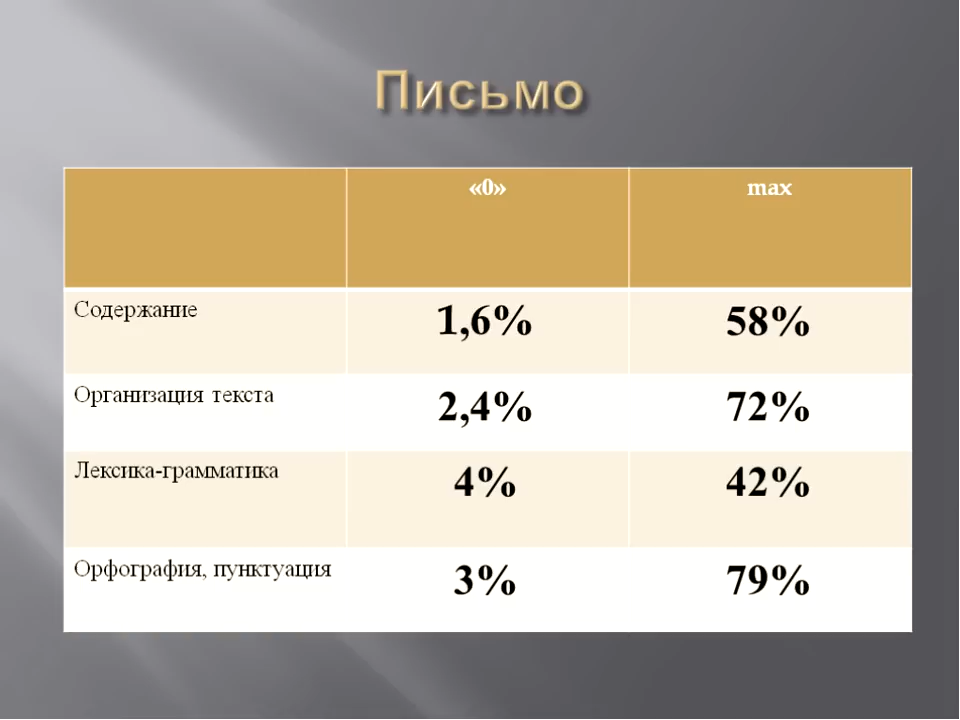 Письмо
«0» max
Содержание 1,6% 58%
Организация текста 2,4% 72%
Лексика-грамматика 4% 42%
Орфография, пунктуация 3% 79%